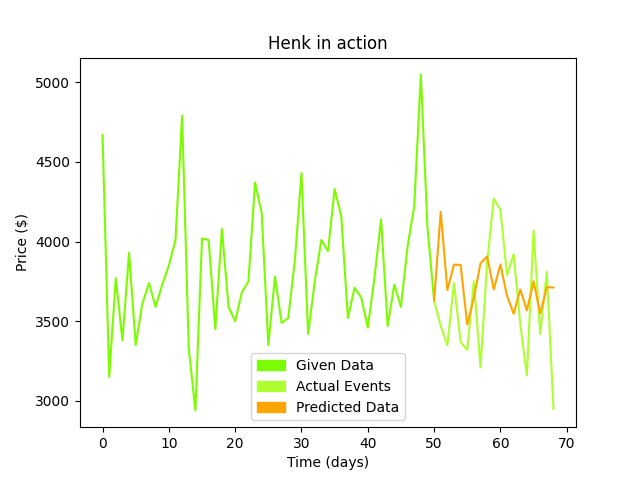 Henk in action
Price ($)
5000
4500
4000
3500
3000
Given Data
Actual Events
Predicted Data
0 10 20 30 40 50 60 70
Time (days)